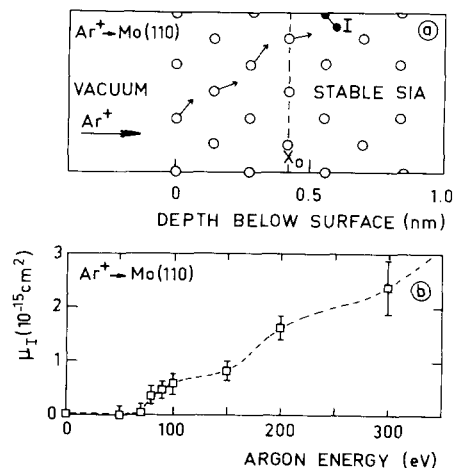 Ar⁺→Mo(110)
I
ⓐ
VACUUM
STABLE SIA
Ar⁺
X₀
0
0.5
1.0
DEPTH BELOW SURFACE (nm)
3
Ar⁺→Mo(110)
ⓑ
2
μ_I (10⁻¹⁵cm²)
1
0
0 100 200 300
ARGON ENERGY (eV)